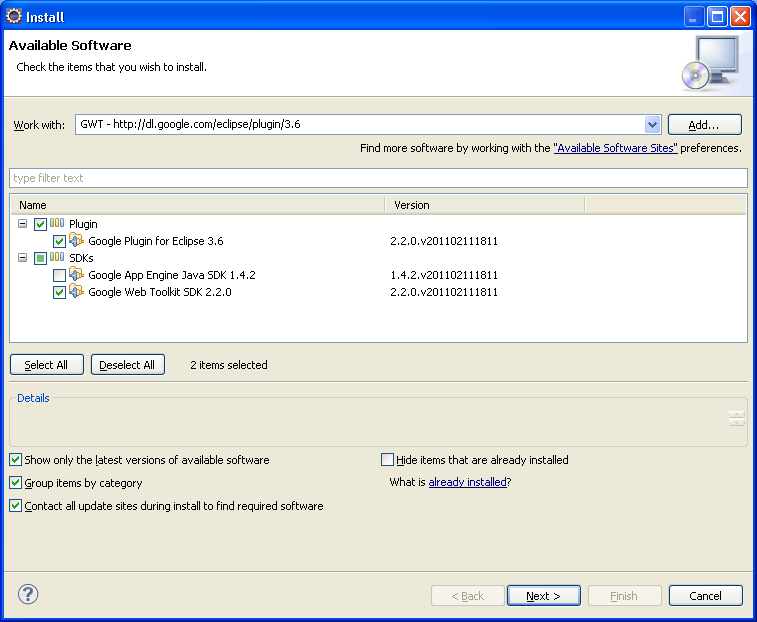 Install
Available Software
Check the items that you wish to install.
Work with: GWT - http://dl.google.com/eclipse/plugin/3.6 Add...
Find more software by working with the "Available Software Sites" preferences.
type filter text
Name Version
Plugin
Google Plugin for Eclipse 3.6 2.2.0.v201102111811
SDKs
Google App Engine Java SDK 1.4.2 1.4.2.v201102111811
Google Web Toolkit SDK 2.2.0 2.2.0.v201102111811
Select All Deselect All 2 items selected
Details
Show only the latest versions of available software Hide items that are already installed
Group items by category What is already installed?
Contact all update sites during install to find required software
? < Back Next > Finish Cancel